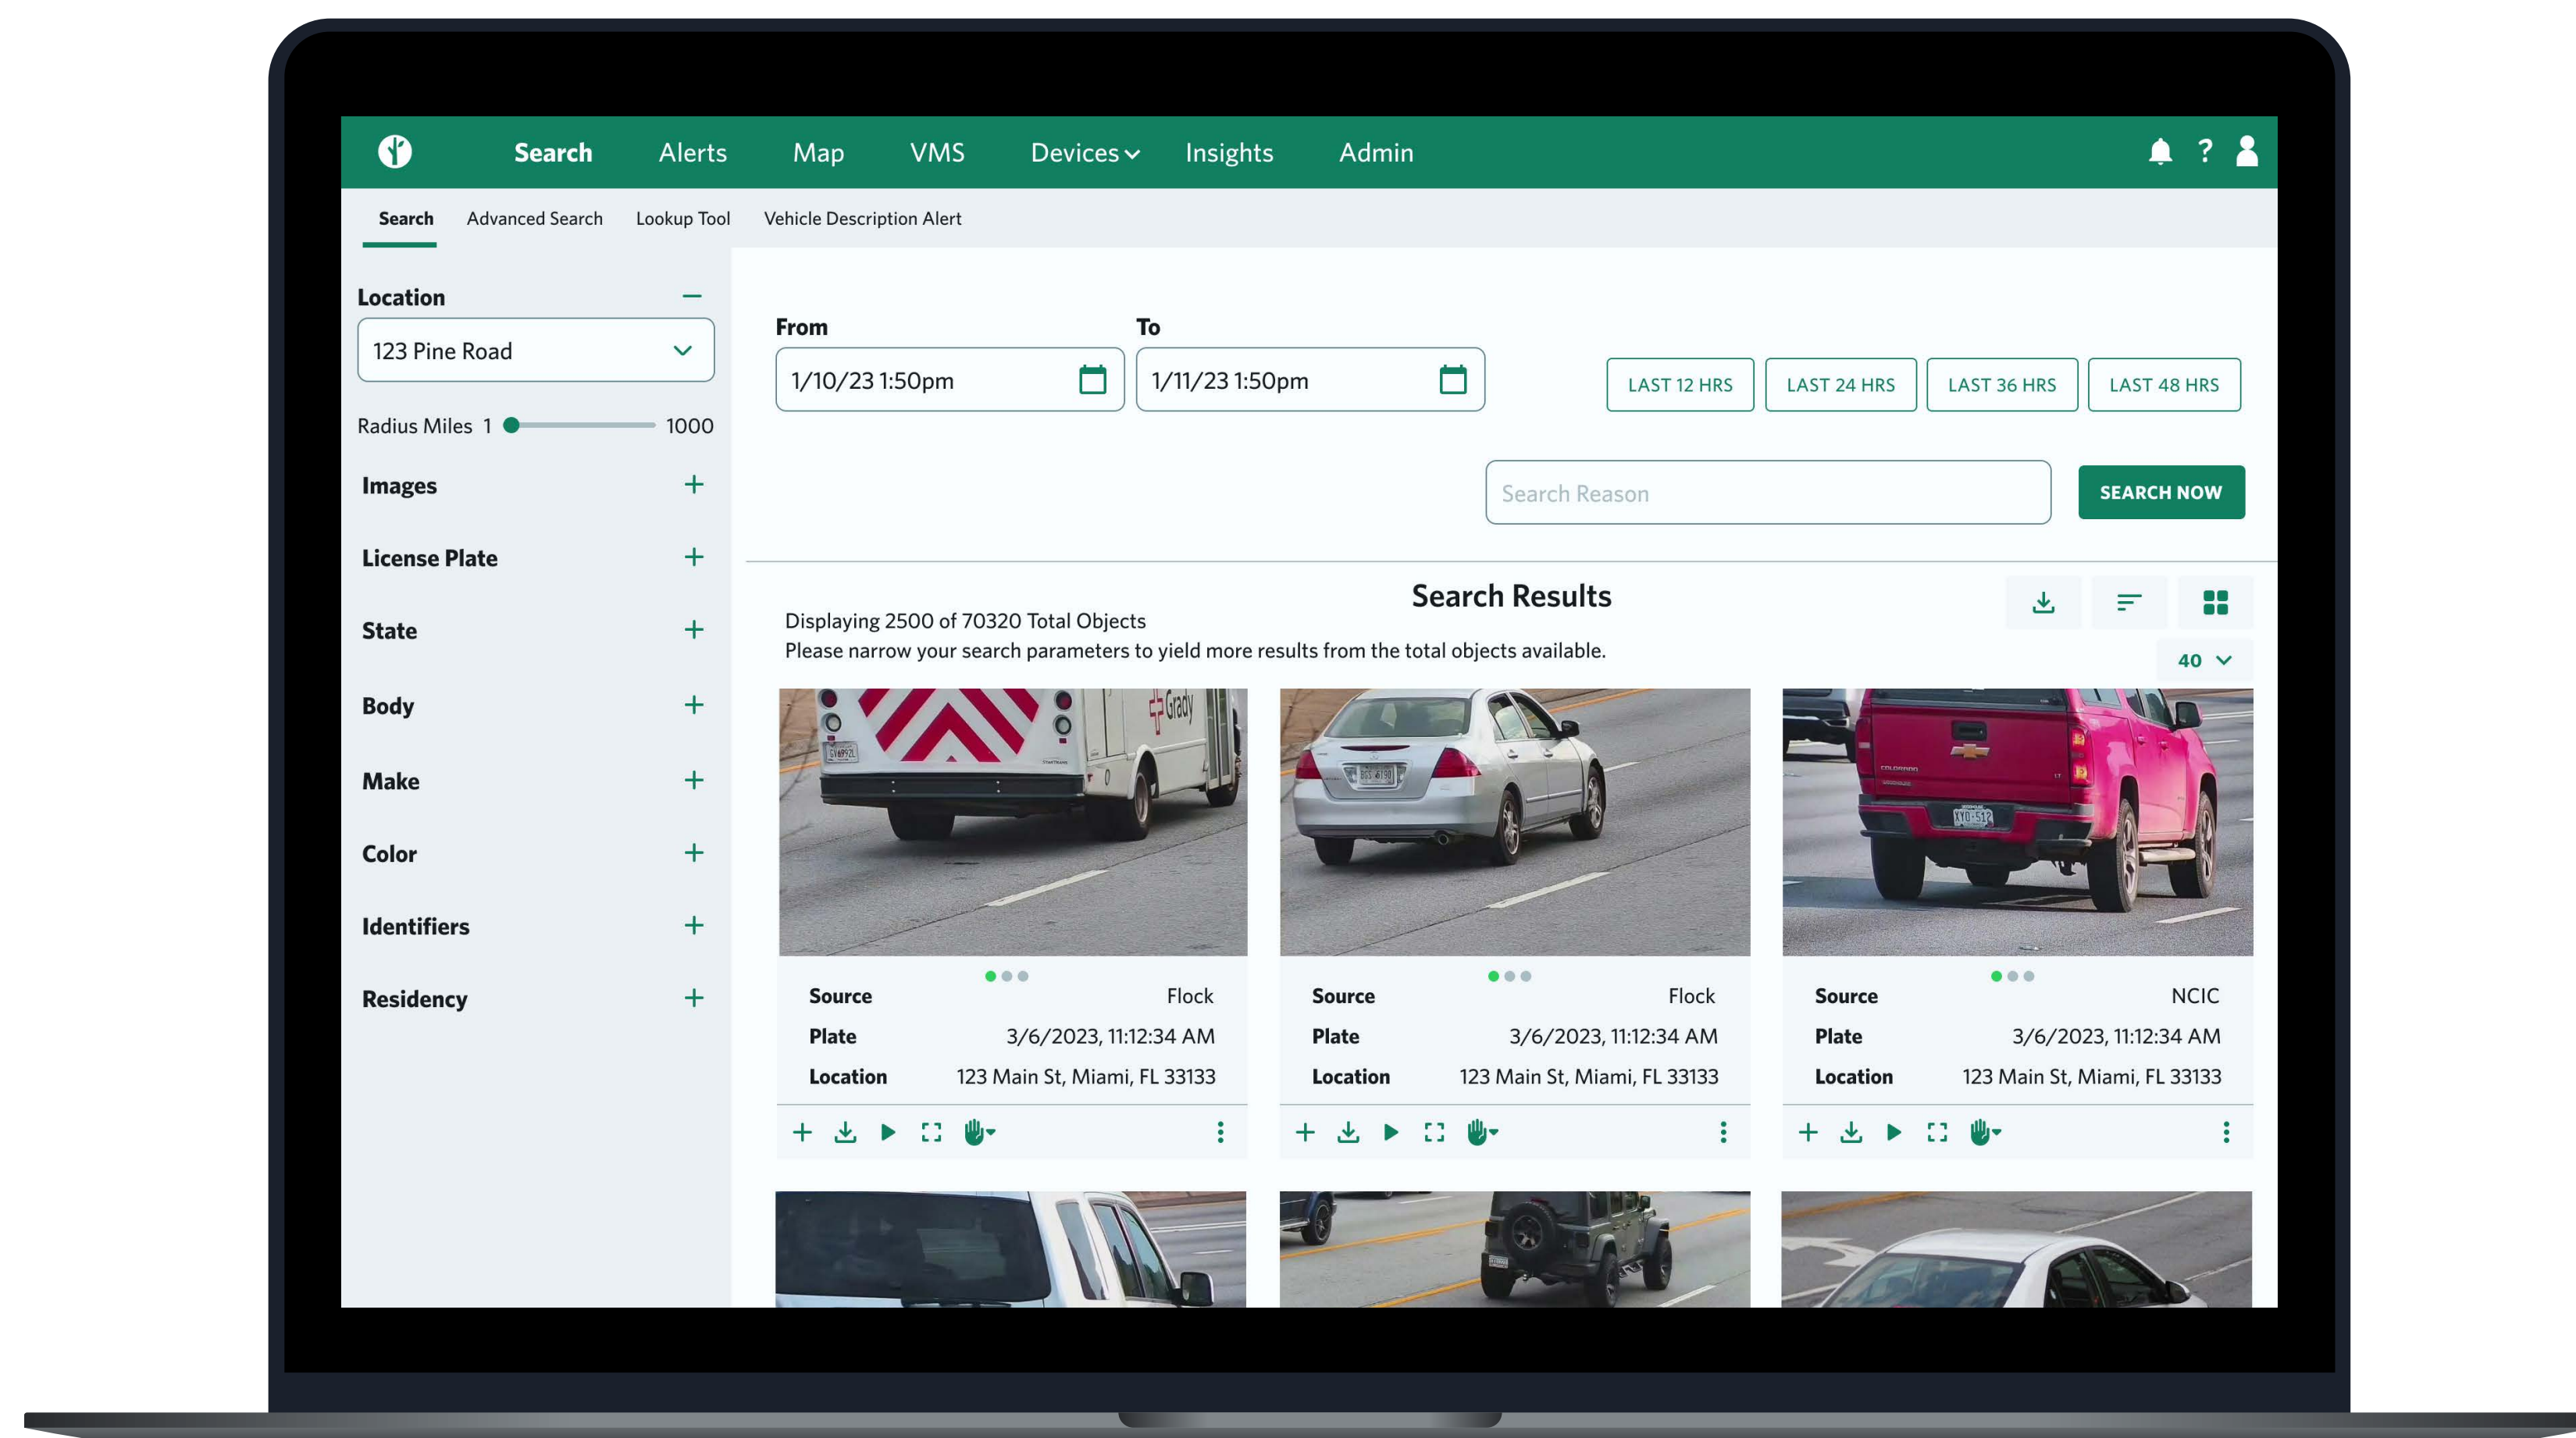 Search Alerts Map VMS Devices Insights Admin ?
Search Advanced Search Lookup Tool Vehicle Description Alert
Location
123 Pine Road
Radius Miles 1 1000
Images
License Plate
State
Body
Make
Color
Identifiers
Residency
From To
1/10/23 1:50pm 1/11/23 1:50pm LAST 12 HRS LAST 24 HRS LAST 36 HRS LAST 48 HRS
Search Reason SEARCH NOW
Search Results
Displaying 2500 of 70320 Total Objects
Please narrow your search parameters to yield more results from the total objects available.
40
Grady
COLORADO
LT
Source Flock
Plate 3/6/2023, 11:12:34 AM
Location 123 Main St, Miami, FL 33133
Source Flock
Plate 3/6/2023, 11:12:34 AM
Location 123 Main St, Miami, FL 33133
Source NCIC
Plate 3/6/2023, 11:12:34 AM
Location 123 Main St, Miami, FL 33133